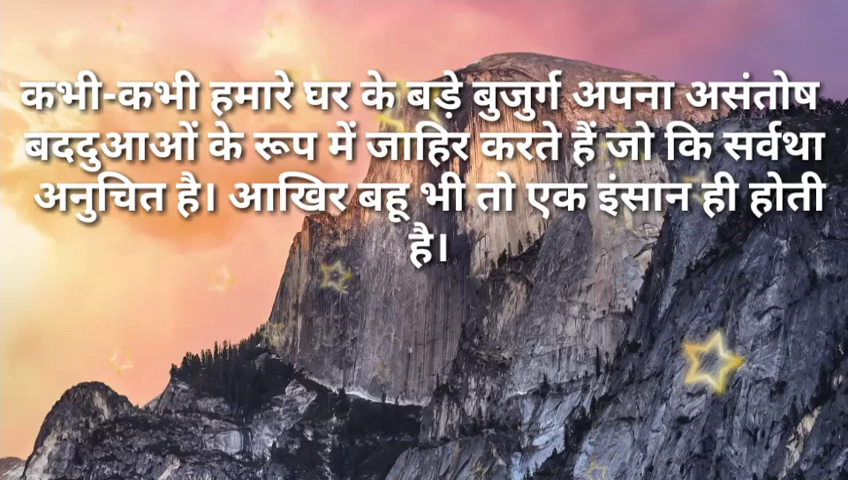 कभी-कभी हमारे घर के बड़े बुजुर्ग अपना असंतोष
बददुआओं के रूप में जाहिर करते हैं जो कि सर्वथा
अनुचित है। आखिर बहू भी तो एक इंसान ही होती
है।